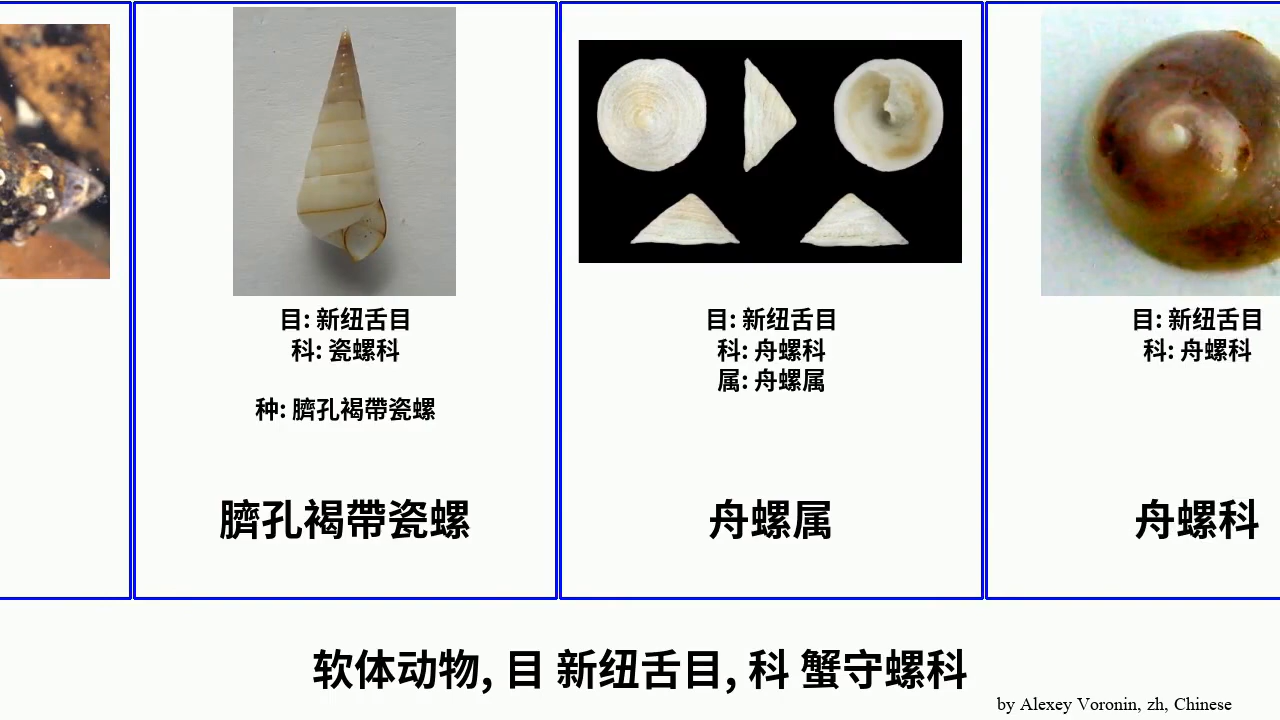 目: 新纽舌目
科: 瓷螺科
种: 臍孔褐帶瓷螺
臍孔褐帶瓷螺
目: 新纽舌目
科: 舟螺科
属: 舟螺属
舟螺属
目: 新纽舌目
科: 舟螺科
舟螺科
软体动物, 目 新纽舌目, 科 蟹守螺科
by Alexey Voronin, zh, Chinese